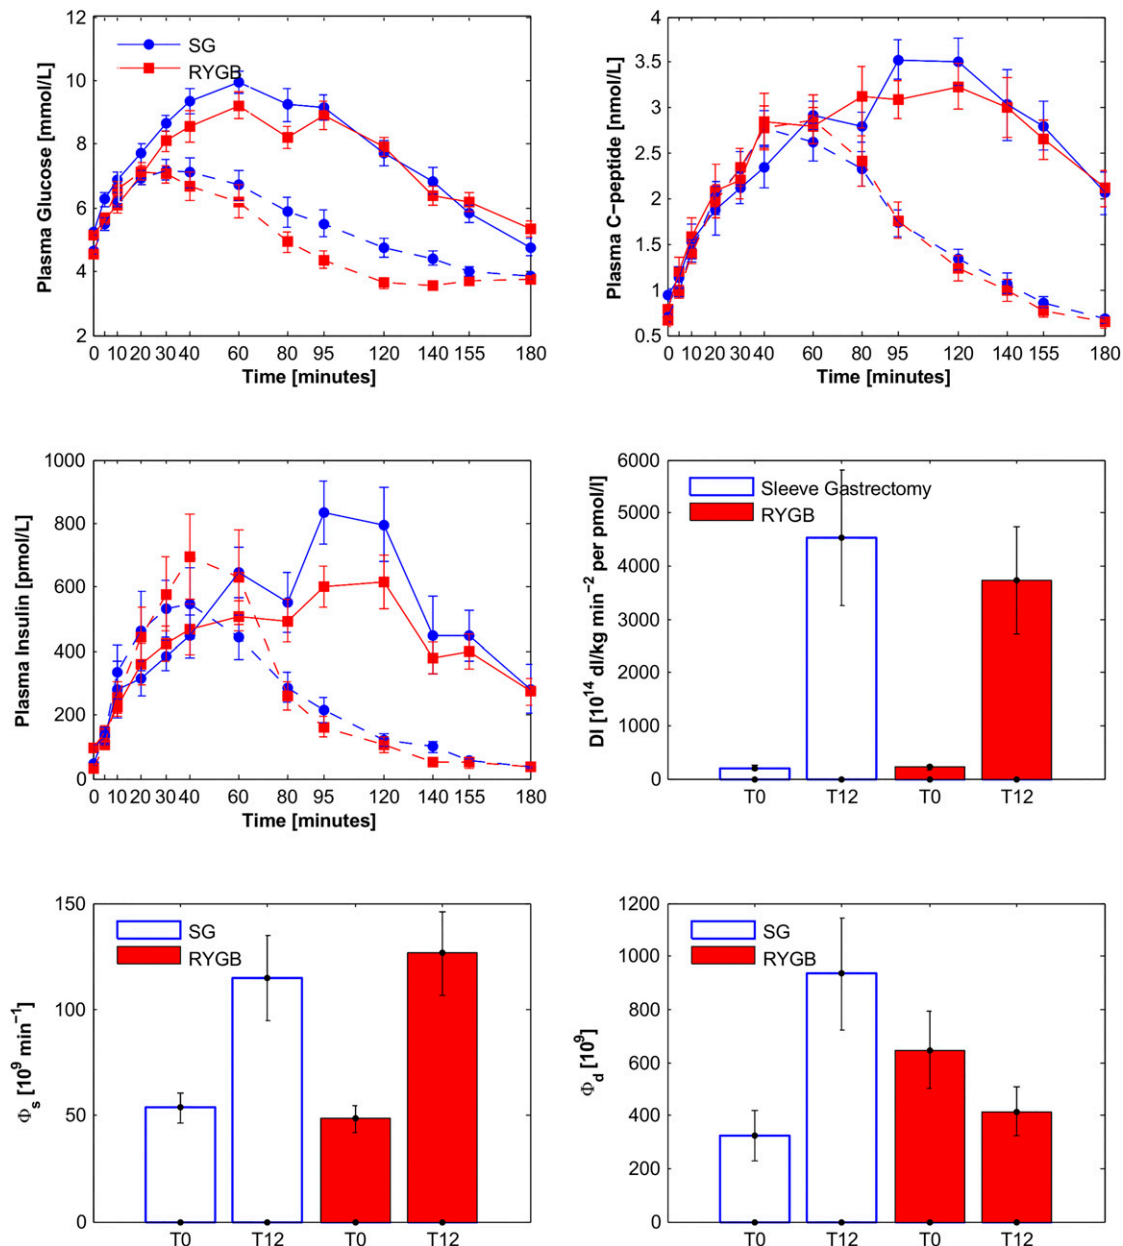 12
10
8
6
4
2
Plasma Glucose [mmol/L]
SG
RYGB
0 10 20 30 40 60 80 95 120 140 155 180
Time [minutes]
4
3.5
3
2.5
2
1.5
1
0.5
Plasma C−peptide [nmol/L]
0 10 20 30 40 60 80 95 120 140 155 180
Time [minutes]
1000
800
600
400
200
0
Plasma Insulin [pmol/L]
0 10 20 30 40 60 80 95 120 140 155 180
Time [minutes]
6000
5000
4000
3000
2000
1000
0
DI [10¹⁴ dl/kg min⁻² per pmol/l]
Sleeve Gastrectomy
RYGB
T0 T12 T0 T12
150
100
50
0
Φs [10⁹ min⁻¹]
SG
RYGB
T0 T12 T0 T12
1200
1000
800
600
400
200
0
Φd [10⁹]
SG
RYGB
T0 T12 T0 T12